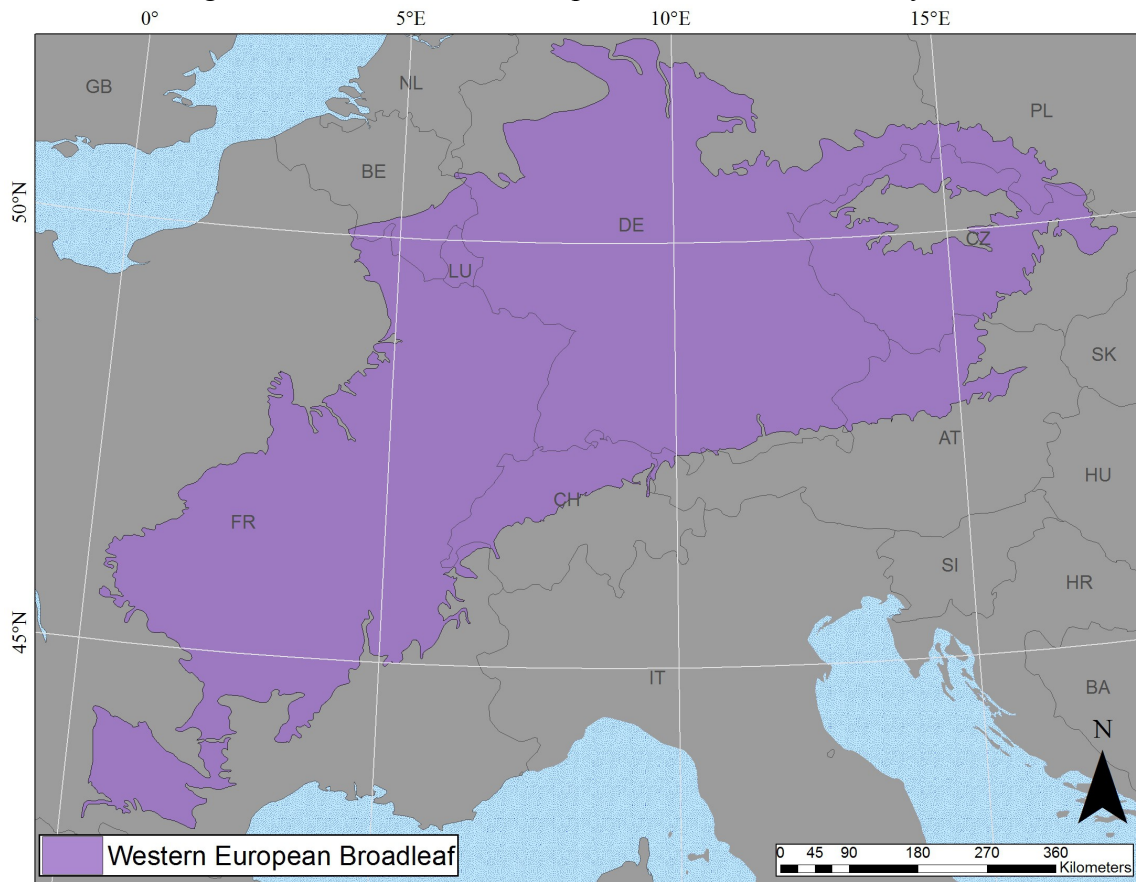 0° 5°E 10°E 15°E
GB
NL
PL
BE
50°N
DE
CZ
LU
SK
AT
HU
CH
FR
SI
HR
45°N
IT
BA
N
Western European Broadleaf
0 45 90 180 270 360
Kilometers